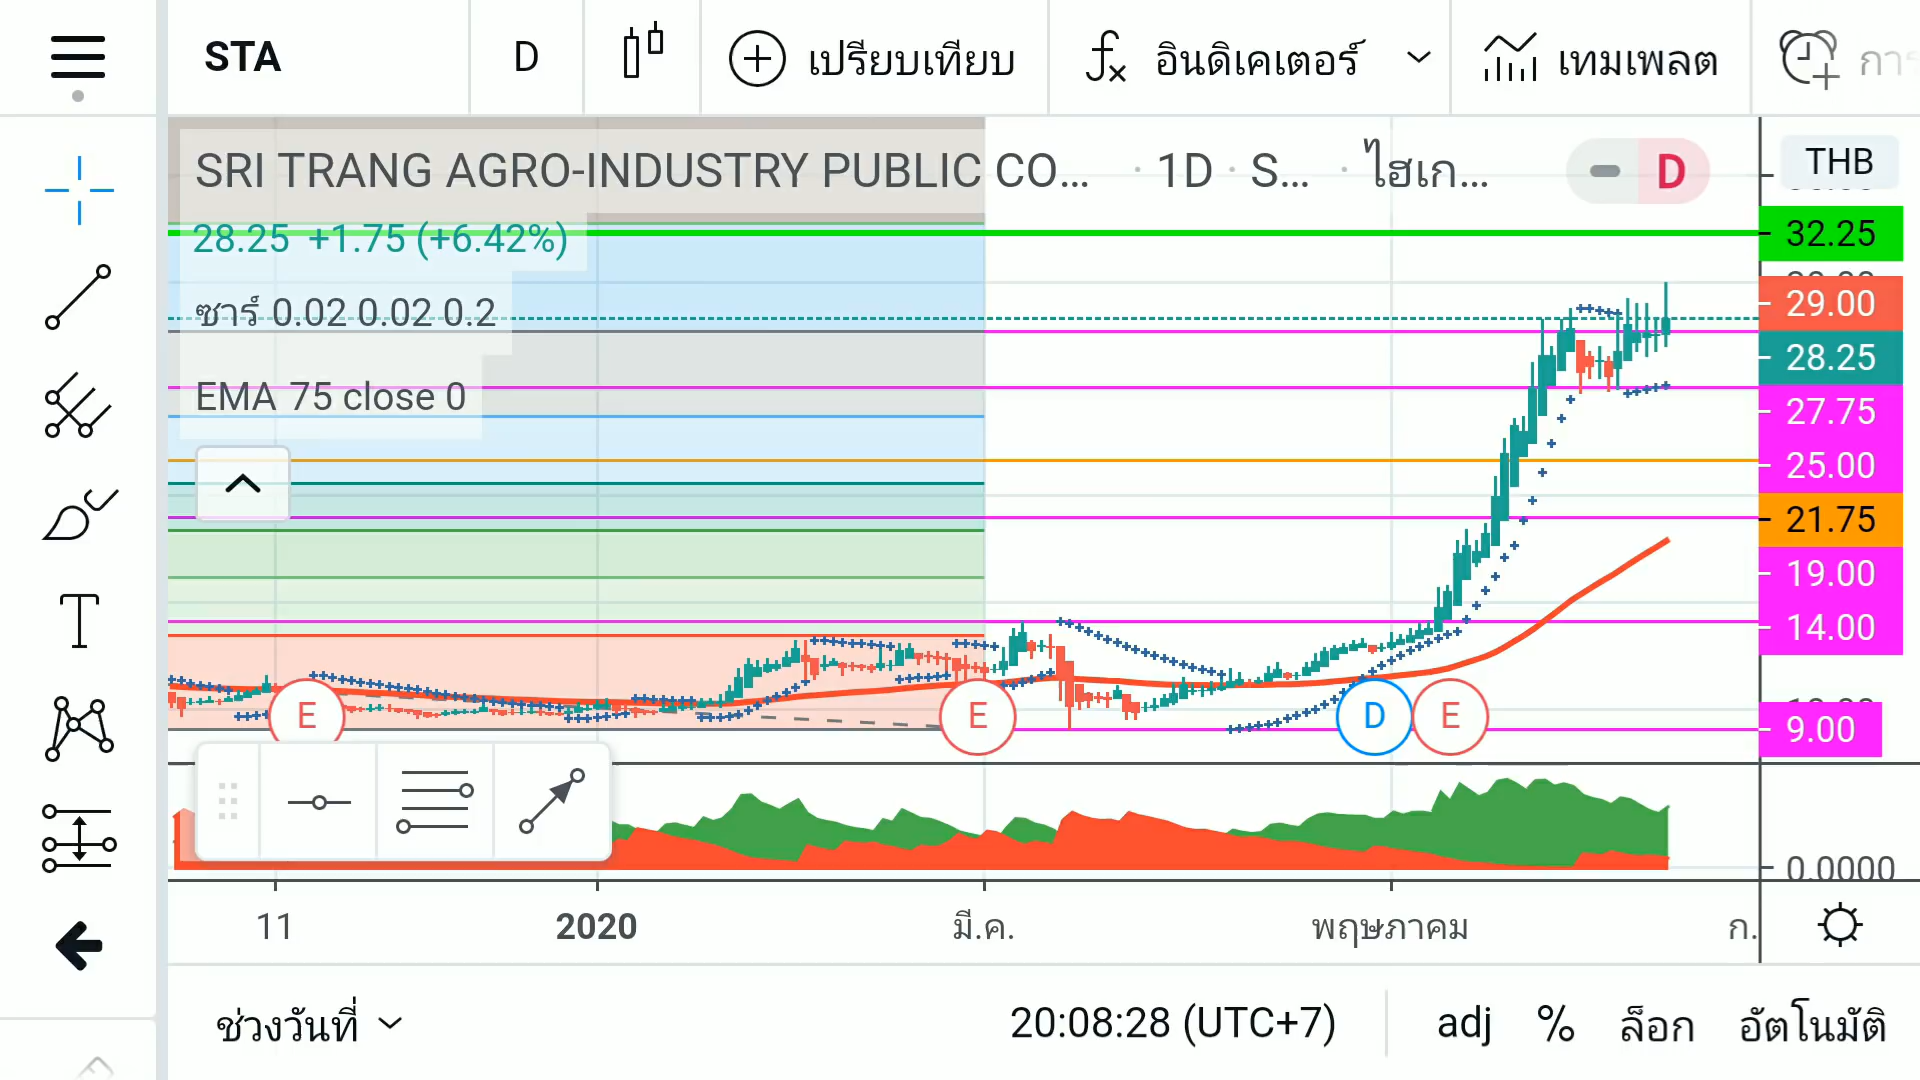 STA D เปรียบเทียบ อินดิเคเตอร์ เทมเพลต
SRI TRANG AGRO-INDUSTRY PUBLIC CO... · 1D · S... · ไฮเก... D THB
28.25 +1.75 (+6.42%) 32.25
ซาร์ 0.02 0.02 0.2 29.00
28.25
EMA 75 close 0 27.75
25.00
21.75
19.00
14.00
E E D E 9.00
0.0000
11 2020 มี.ค. พฤษภาคม ก.
ช่วงวันที่ 20:08:28 (UTC+7) adj % ล็อก อัตโนมัติ